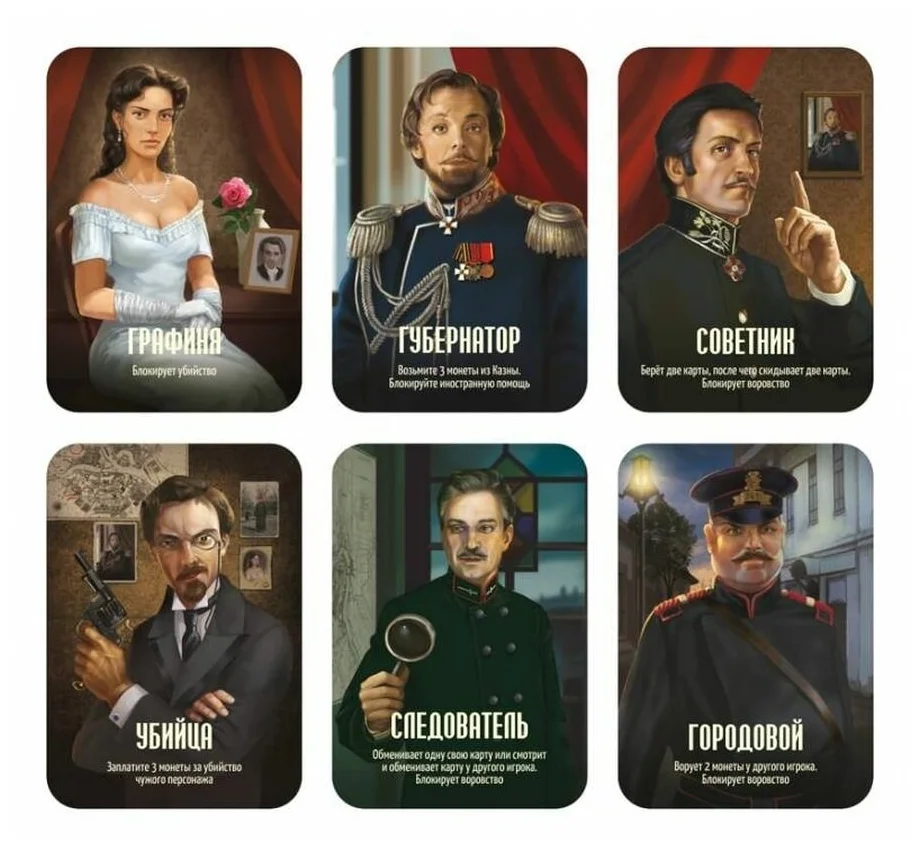 ГРАФИНЯ
Блокирует убийство
ГУБЕРНАТОР
Возьмите 3 монеты из Казны.
Блокируйте иностранную помощь
СОВЕТНИК
Берёт две карты, после чего скидывает две карты.
Блокирует воровство
УБИЙЦА
Заплатите 3 монеты за убийство
чужого персонажа
СЛЕДОВАТЕЛЬ
Обменивает одну свою карту или смотрит
и обменивает карту у другого игрока.
Блокирует воровство
ГОРОДОВОЙ
Ворует 2 монеты у другого игрока.
Блокирует воровство